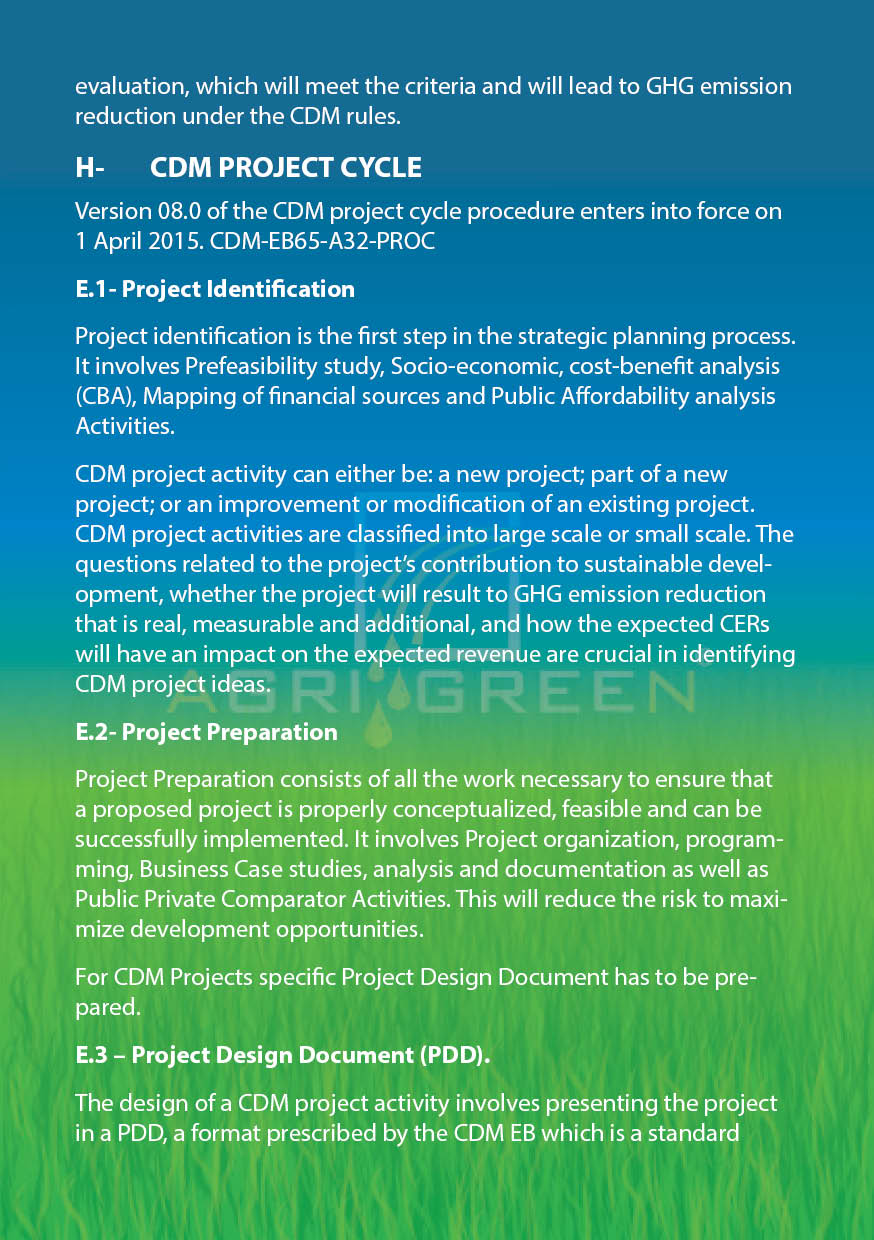 evaluation, which will meet the criteria and will lead to GHG emission
reduction under the CDM rules.
H- CDM PROJECT CYCLE
Version 08.0 of the CDM project cycle procedure enters into force on
1 April 2015. CDM-EB65-A32-PROC
E.1- Project Identification
Project identification is the first step in the strategic planning process.
It involves Prefeasibility study, Socio-economic, cost-benefit analysis
(CBA), Mapping of financial sources and Public Affordability analysis
Activities.
CDM project activity can either be: a new project; part of a new
project; or an improvement or modification of an existing project.
CDM project activities are classified into large scale or small scale. The
questions related to the project's contribution to sustainable devel-
opment, whether the project will result to GHG emission reduction
that is real, measurable and additional, and how the expected CERs
will have an impact on the expected revenue are crucial in identifying
CDM project ideas.
AGRI GREEN ®
E.2- Project Preparation
Project Preparation consists of all the work necessary to ensure that
a proposed project is properly conceptualized, feasible and can be
successfully implemented. It involves Project organization, program-
ming, Business Case studies, analysis and documentation as well as
Public Private Comparator Activities. This will reduce the risk to maxi-
mize development opportunities.
For CDM Projects specific Project Design Document has to be pre-
pared.
E.3 – Project Design Document (PDD).
The design of a CDM project activity involves presenting the project
in a PDD, a format prescribed by the CDM EB which is a standard